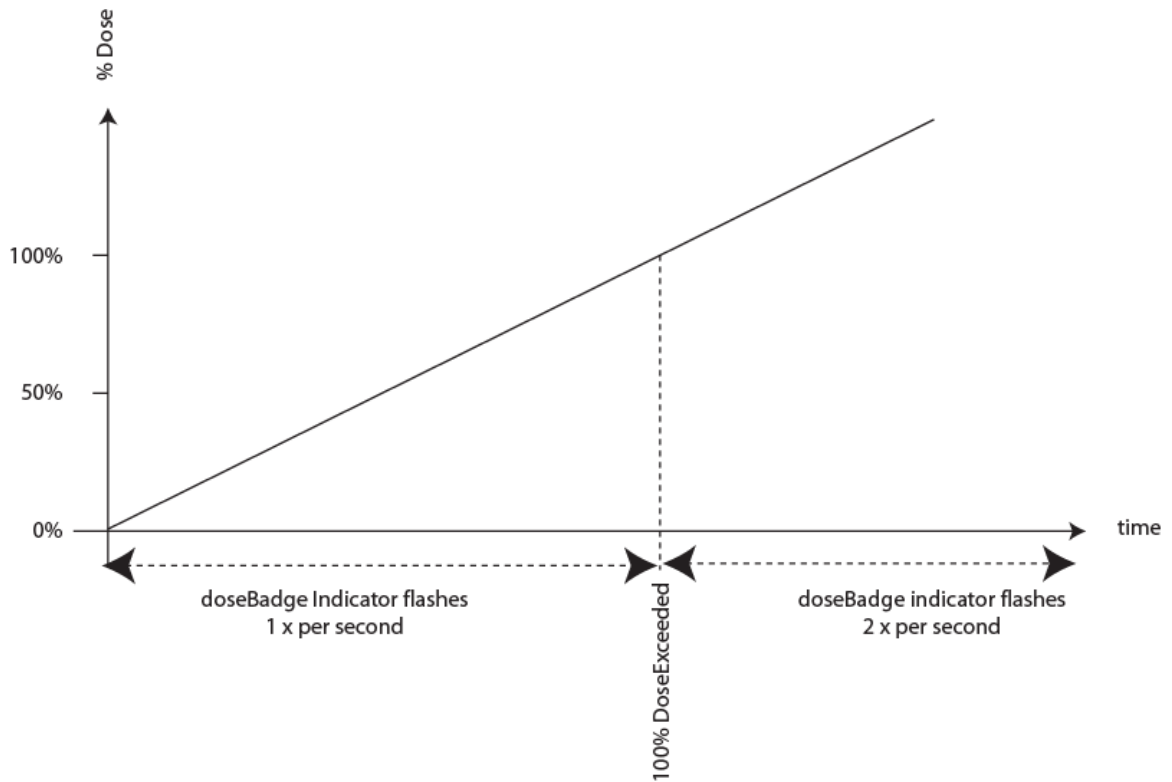 % Dose
100%
50%
0%
time
doseBadge Indicator flashes
1 x per second
100% DoseExceeded
doseBadge indicator flashes
2 x per second